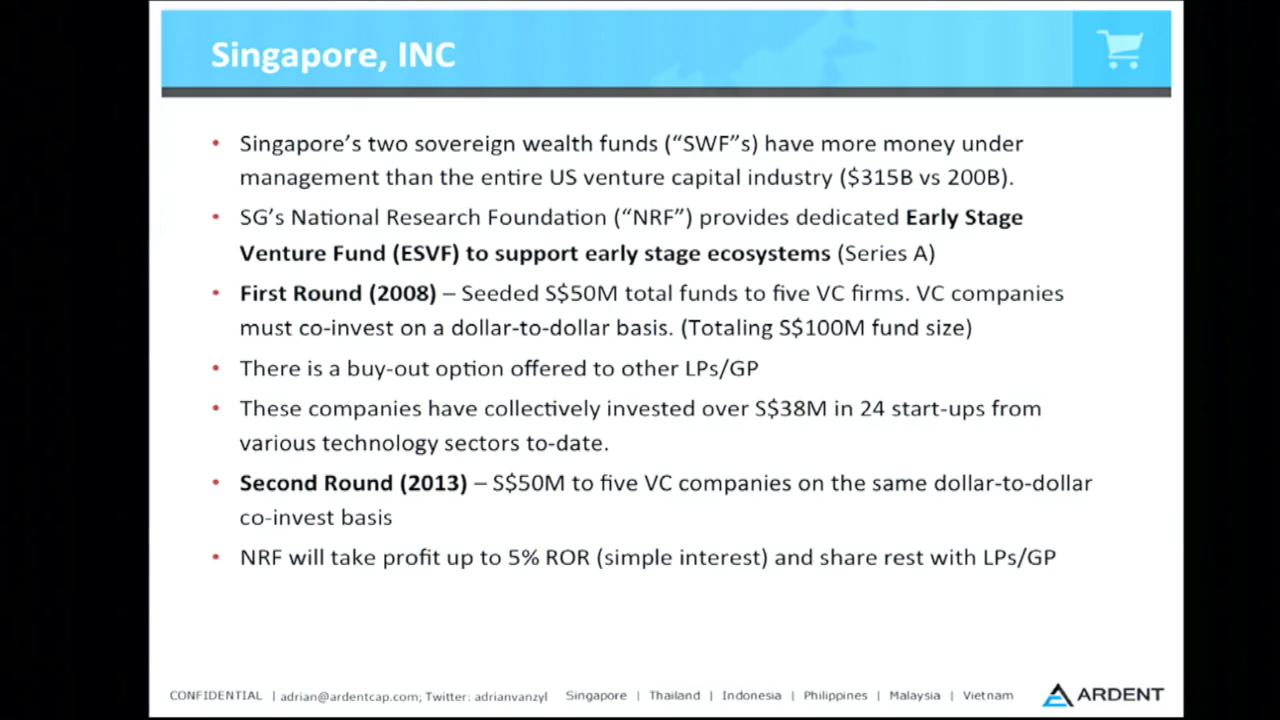 Singapore, INC
• Singapore's two sovereign wealth funds ("SWF"s) have more money under
management than the entire US venture capital industry ($315B vs 200B).
• SG's National Research Foundation ("NRF") provides dedicated Early Stage
Venture Fund (ESVF) to support early stage ecosystems (Series A)
• First Round (2008) – Seeded S$50M total funds to five VC firms. VC companies
must co-invest on a dollar-to-dollar basis. (Totaling S$100M fund size)
• There is a buy-out option offered to other LPs/GP
• These companies have collectively invested over S$38M in 24 start-ups from
various technology sectors to-date.
• Second Round (2013) – S$50M to five VC companies on the same dollar-to-dollar
co-invest basis
• NRF will take profit up to 5% ROR (simple interest) and share rest with LPs/GP
CONFIDENTIAL | adrian@ardentcap.com; Twitter: adrianvanzyl Singapore | Thailand | Indonesia | Philippines | Malaysia | Vietnam ARDENT